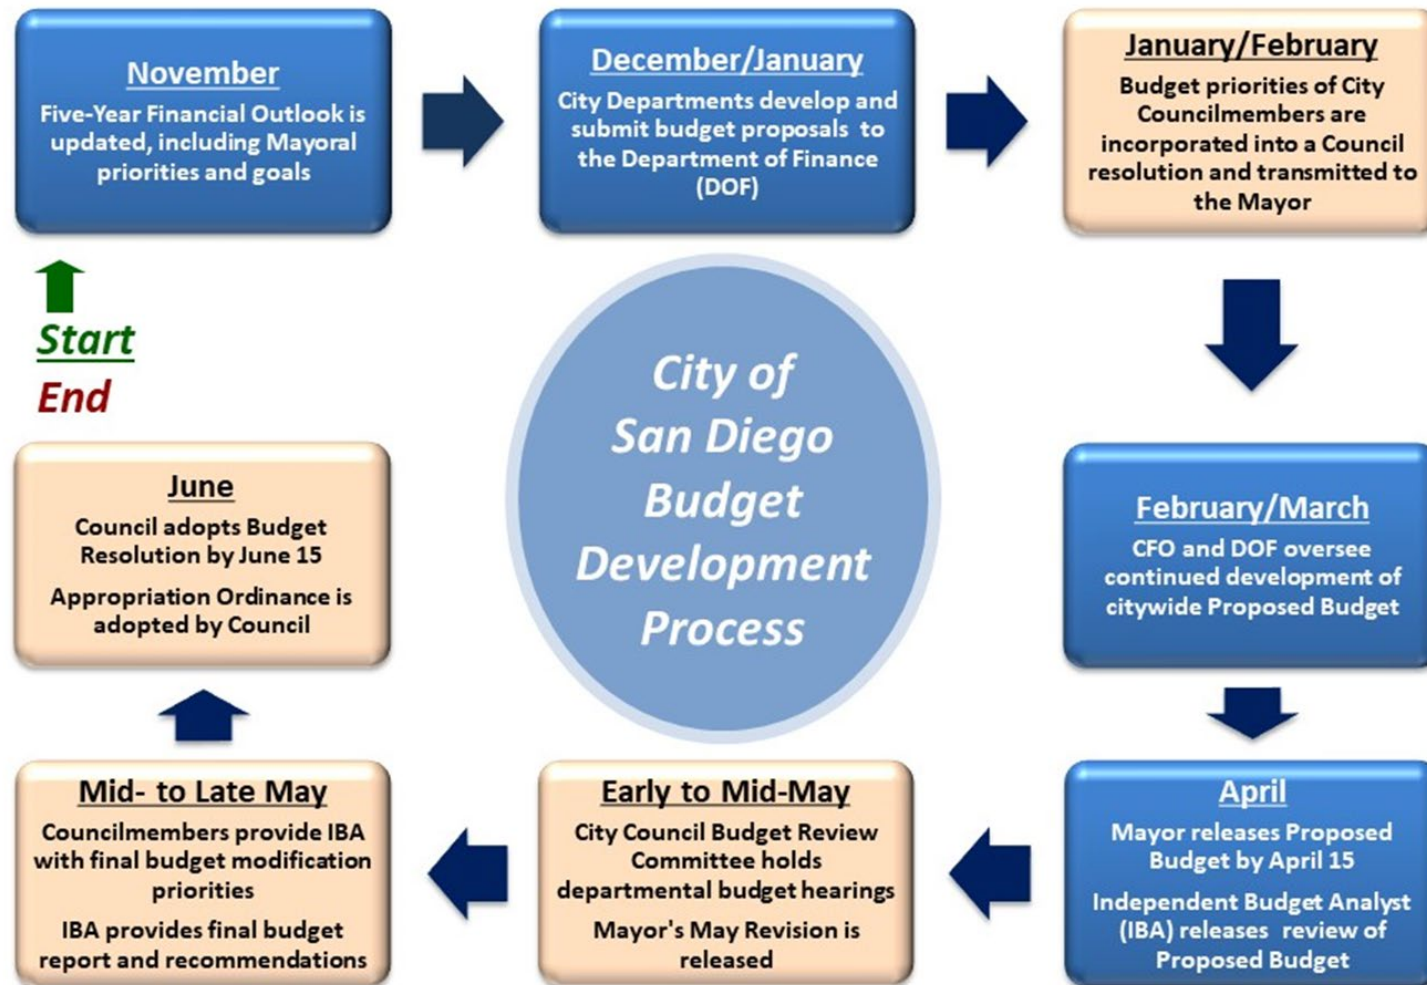 November
Five-Year Financial Outlook is
updated, including Mayoral
priorities and goals
December/January
City Departments develop and
submit budget proposals to
the Department of Finance
(DOF)
January/February
Budget priorities of City
Councilmembers are
incorporated into a Council
resolution and transmitted to
the Mayor
Start
End
City of
San Diego
Budget
Development
Process
February/March
CFO and DOF oversee
continued development of
citywide Proposed Budget
April
Mayor releases Proposed
Budget by April 15
Independent Budget Analyst
(IBA) releases review of
Proposed Budget
Early to Mid-May
City Council Budget Review
Committee holds
departmental budget hearings
Mayor's May Revision is
released
Mid- to Late May
Councilmembers provide IBA
with final budget modification
priorities
IBA provides final budget
report and recommendations
June
Council adopts Budget
Resolution by June 15
Appropriation Ordinance is
adopted by Council